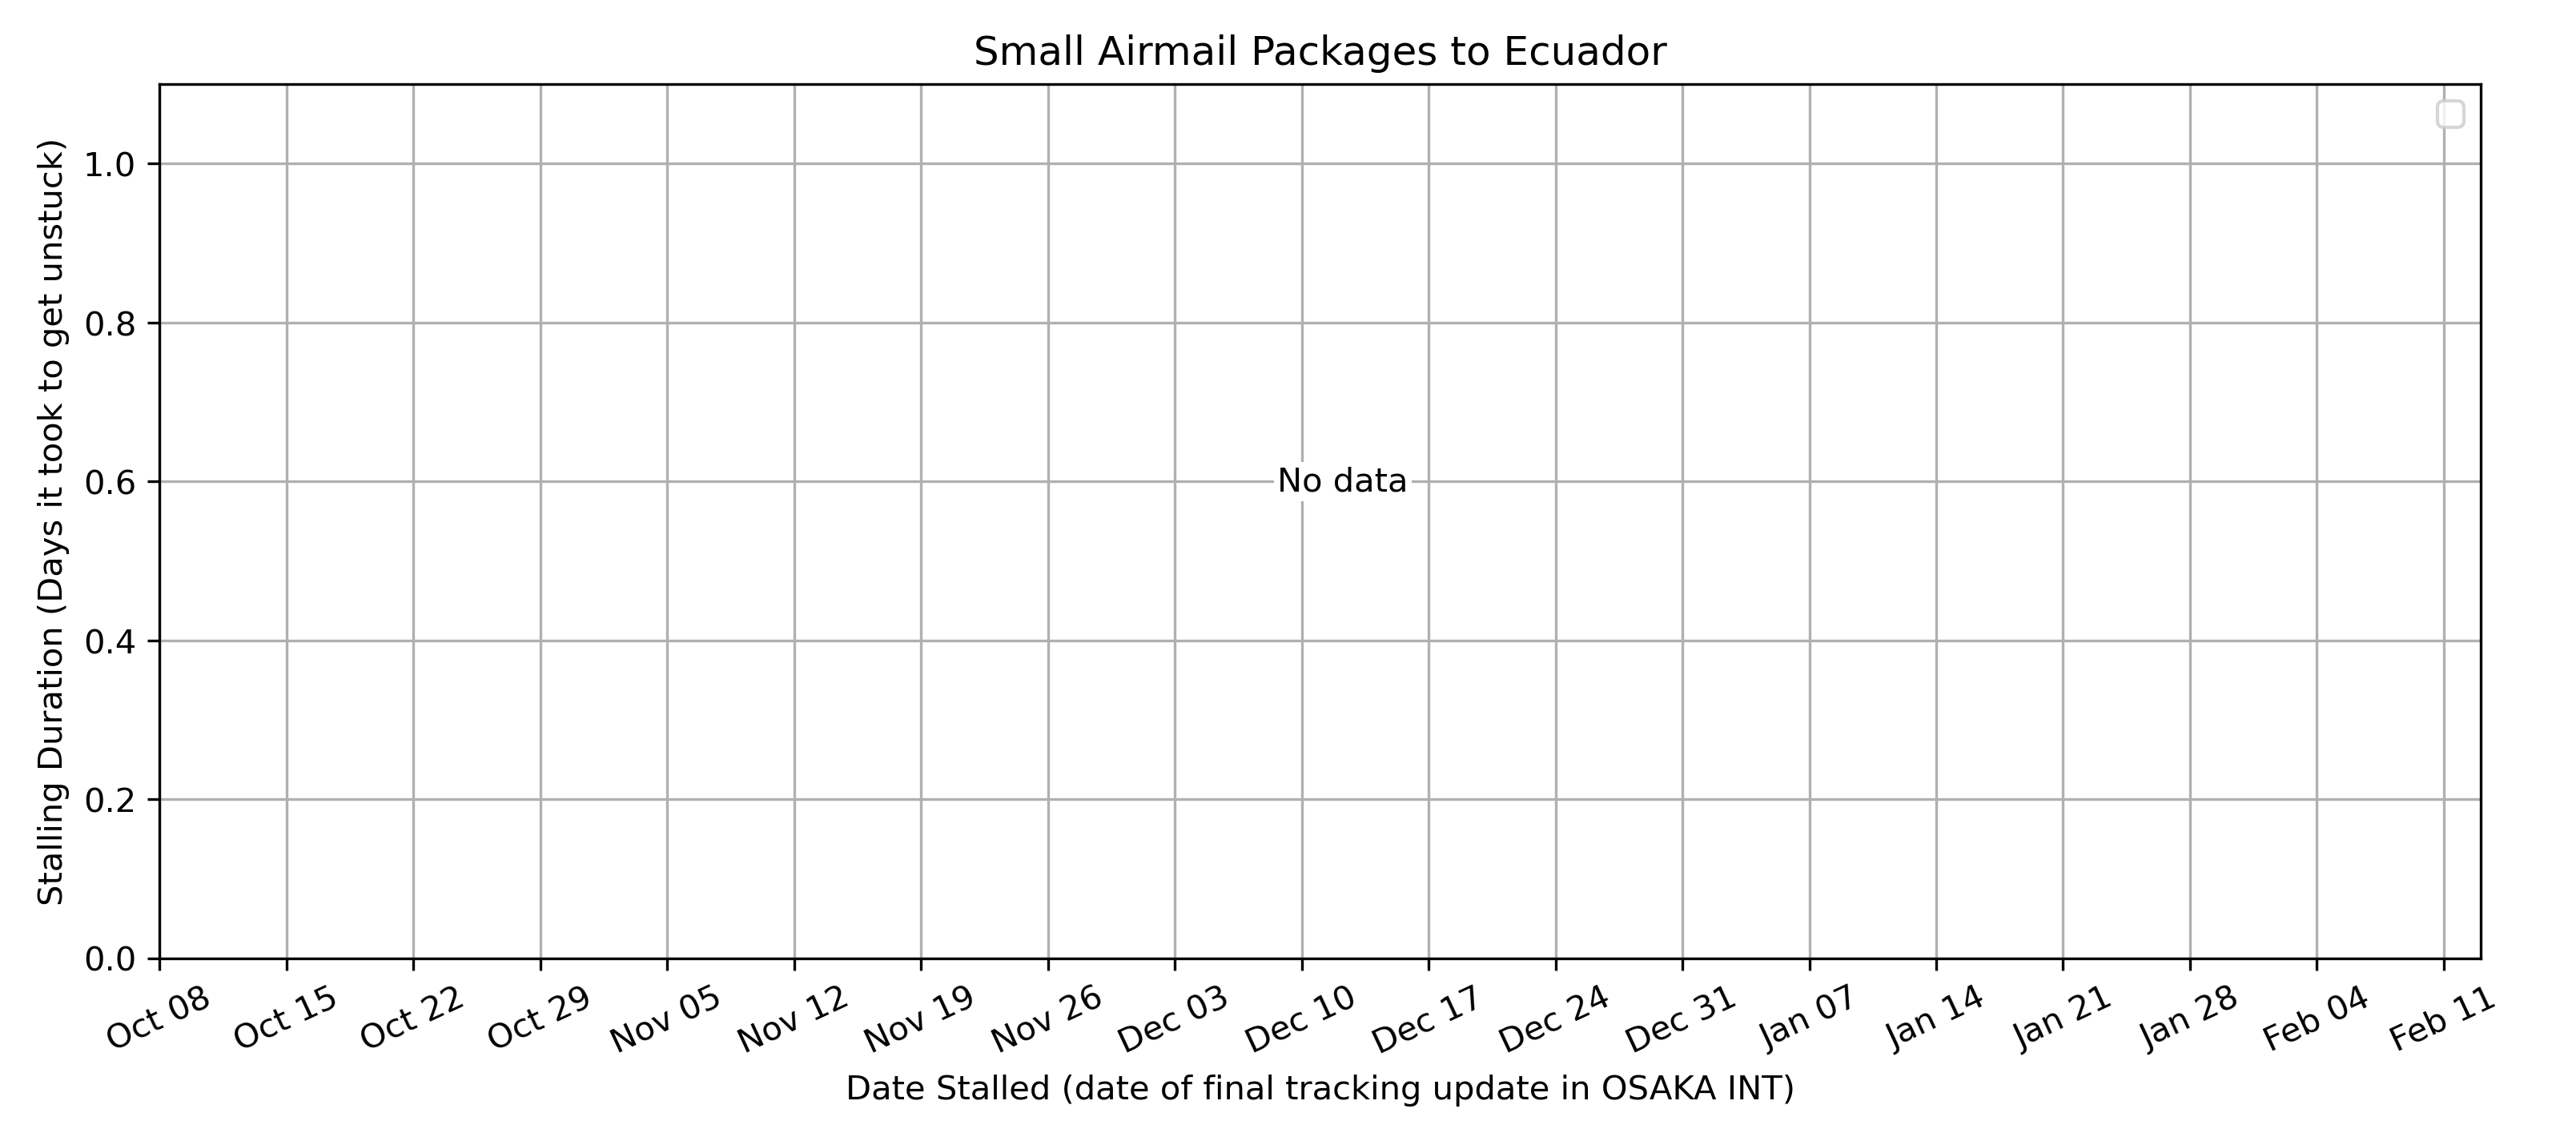 Small Airmail Packages to Ecuador
Stalling Duration (Days it took to get unstuck)
1.0
0.8
0.6
0.4
0.2
0.0
No data
Oct 08 Oct 15 Oct 22 Oct 29 Nov 05 Nov 12 Nov 19 Nov 26 Dec 03 Dec 10 Dec 17 Dec 24 Dec 31 Jan 07 Jan 14 Jan 21 Jan 28 Feb 04 Feb 11
Date Stalled (date of final tracking update in OSAKA INT)